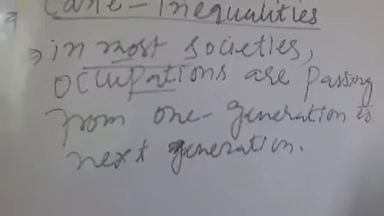 Caste-Inequalities
in most societies,
occupations are passing
from one-generation to
next generation.